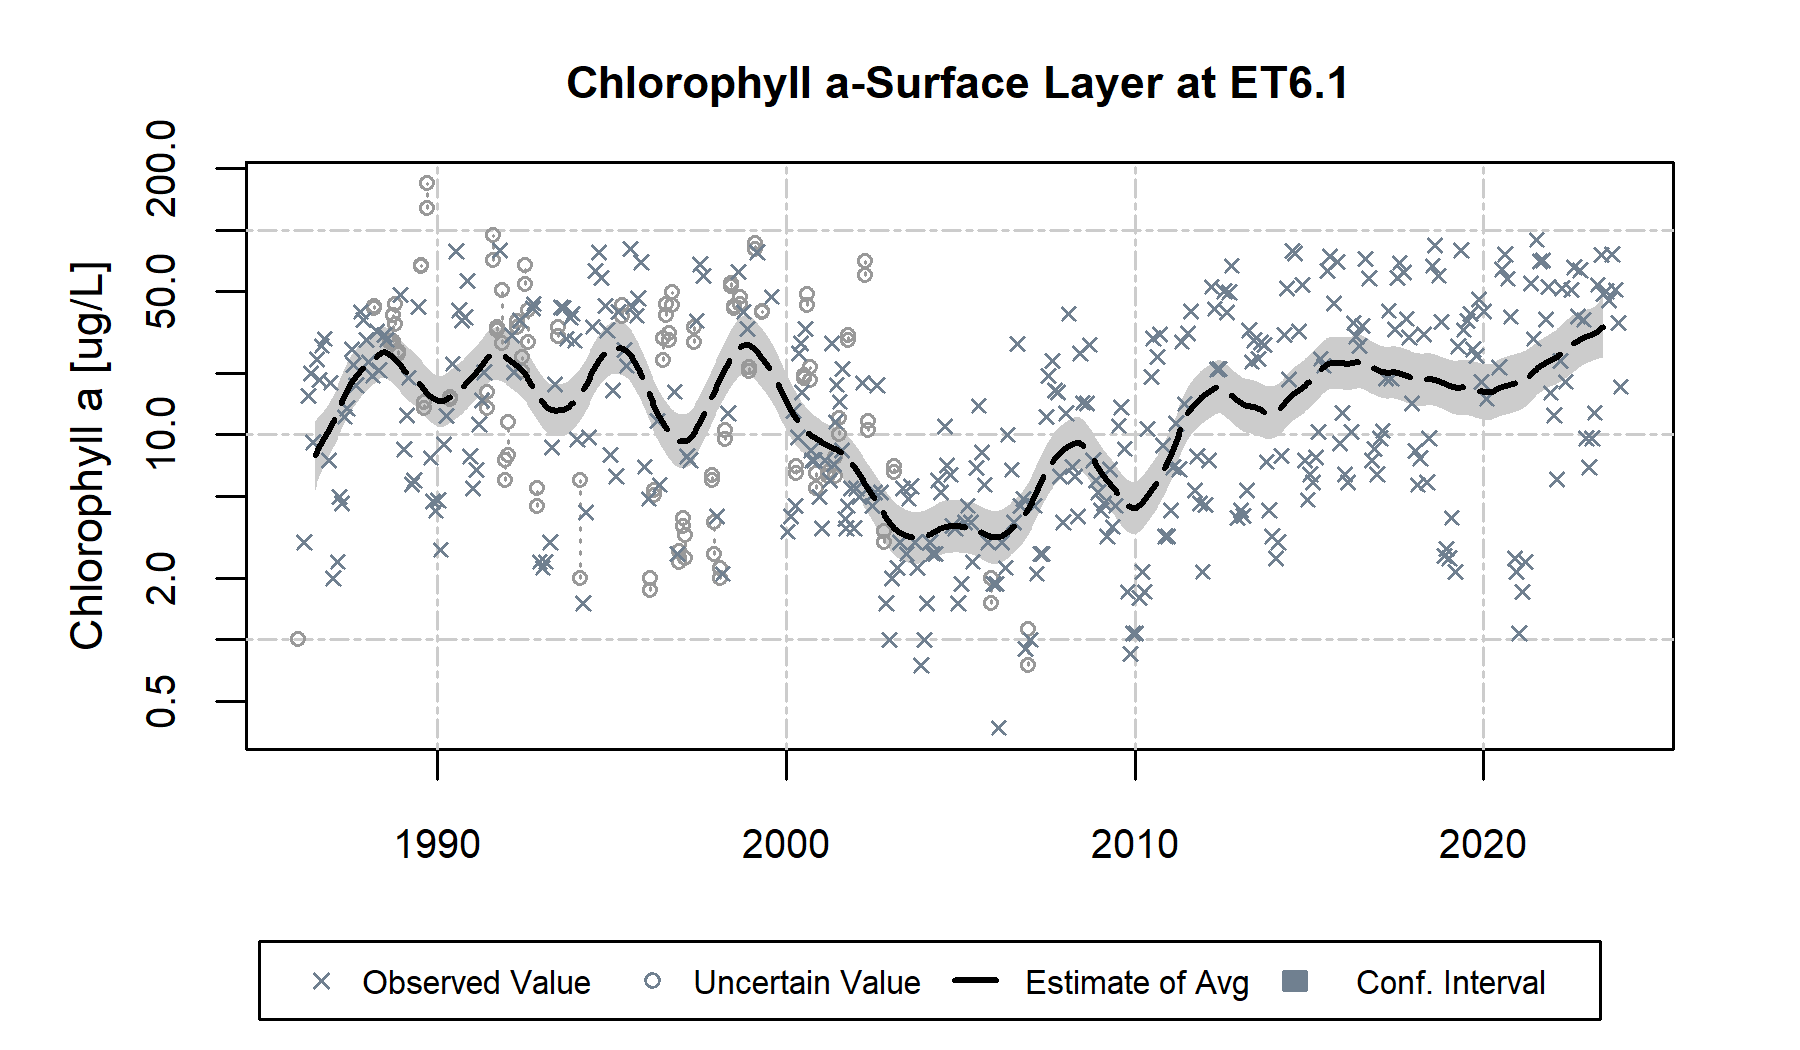 Chlorophyll a-Surface Layer at ET6.1
Chlorophyll a [ug/L]
200.0
50.0
10.0
2.0
0.5
1990 2000 2010 2020
Observed Value Uncertain Value Estimate of Avg Conf. Interval